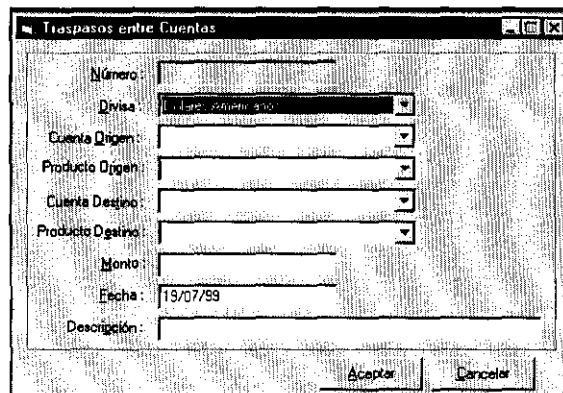 Traspasos entre Cuentas
Número :
Divisa : Dolares Americanos
Cuenta Origen :
Producto Origen :
Cuenta Destino :
Producto Destino :
Monto :
Fecha : 19/07/99
Descripción :
Aceptar Cancelar